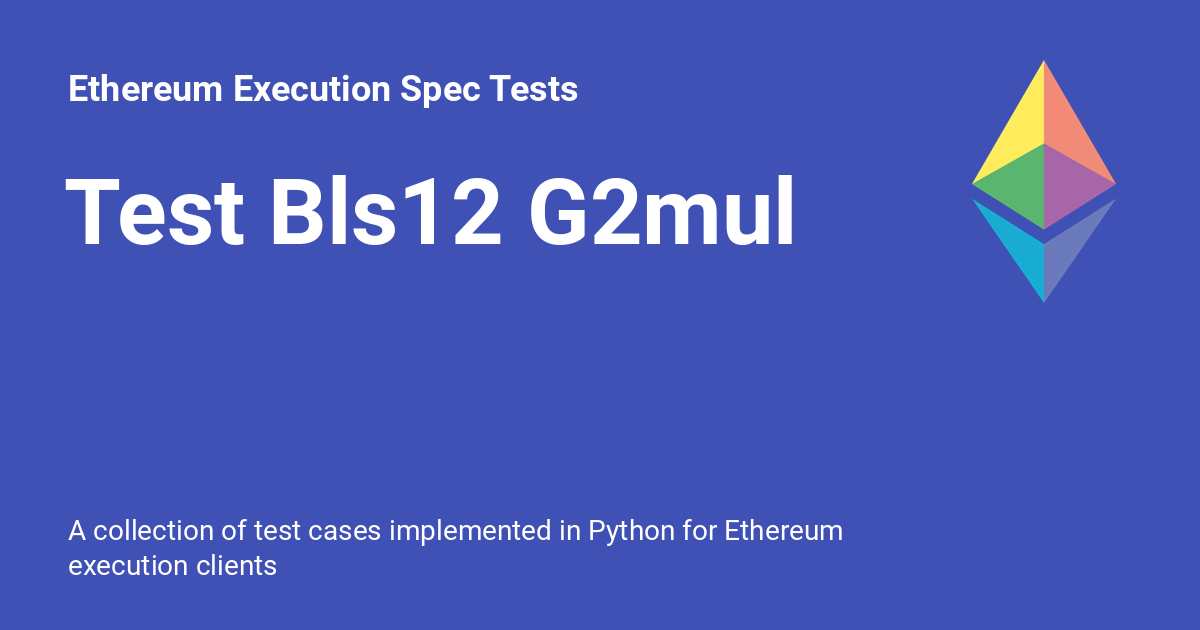 Ethereum Execution Spec Tests
Test Bls12 G2mul
A collection of test cases implemented in Python for Ethereum
execution clients